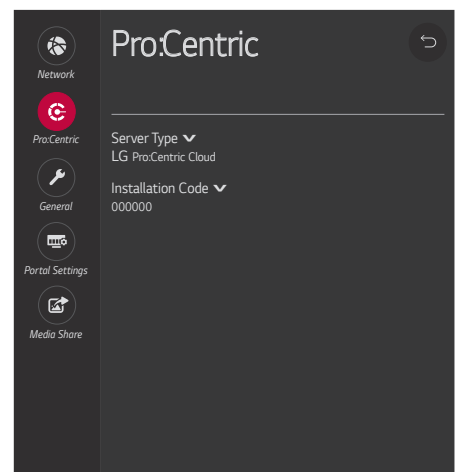 Pro:Centric
Network
Pro:Centric
General
Portal Settings
Media Share
Server Type
LG Pro:Centric Cloud
Installation Code
000000